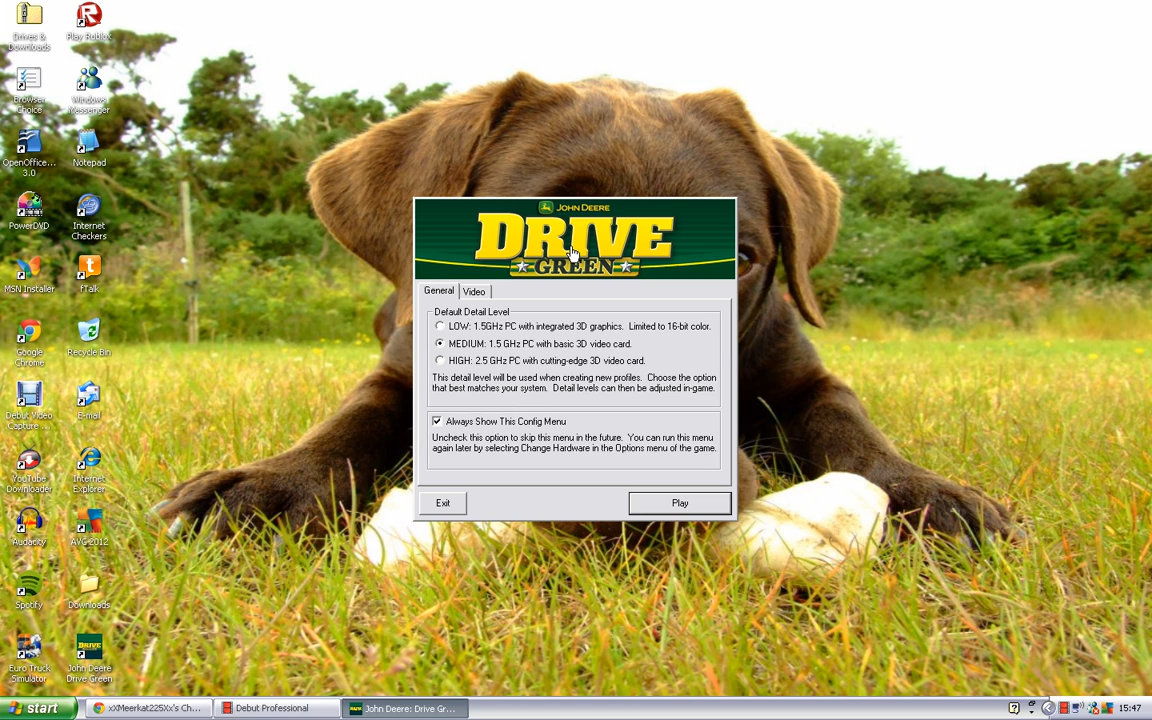 Drives & Downloads
Play Roblox
Browser Choice
Windows Messenger
OpenOffice... 3.0
Notepad
PowerDVD
Internet Checkers
MSN Installer
fTalk
Google Chrome
Recycle Bin
Debut Video Capture ...
E-mail
YouTube Downloader
Internet Explorer
Audacity
AVG 2012
Spotify
Downloads
Euro Truck Simulator
John Deere Drive Green
JOHN DEERE
DRIVE
GREEN
General
Video
Default Detail Level
LOW: 1.5GHz PC with integrated 3D graphics. Limited to 16-bit color.
MEDIUM: 1.5 GHz PC with basic 3D video card.
HIGH: 2.5 GHz PC with cutting-edge 3D video card.
This detail level will be used when creating new profiles. Choose the option
that best matches your system. Detail levels can then be adjusted in-game.
Always Show This Config Menu
Uncheck this option to skip this menu in the future. You can run this menu
again later by selecting Change Hardware in the Options menu of the game.
Exit
Play
start
xXMeerkat225Xx's Ch...
Debut Professional
John Deere: Drive Gr...
15:47